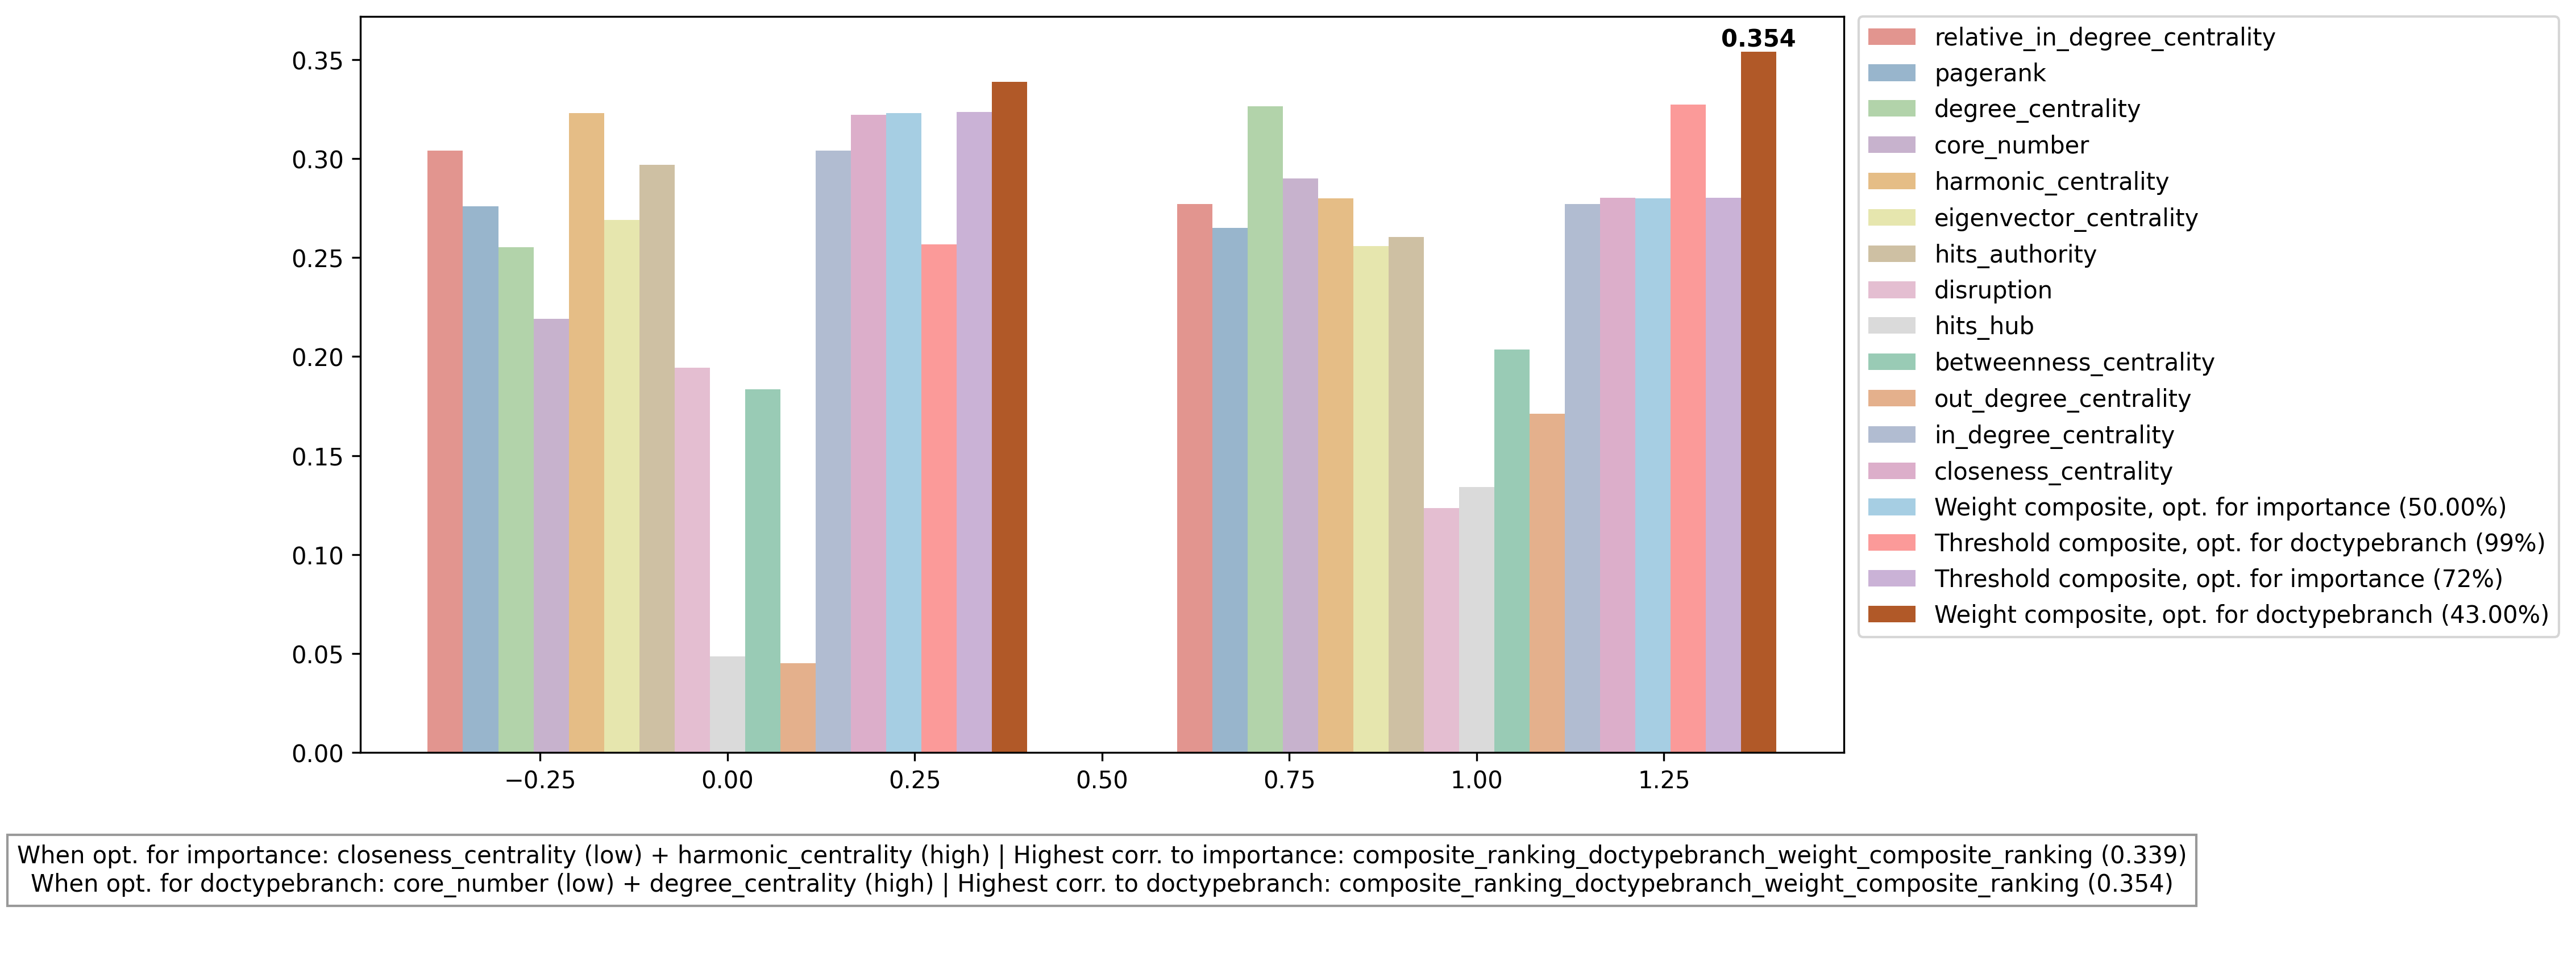 0.354
0.35
0.30
0.25
0.20
0.15
0.10
0.05
0.00
−0.25 0.00 0.25 0.50 0.75 1.00 1.25
relative_in_degree_centrality
pagerank
degree_centrality
core_number
harmonic_centrality
eigenvector_centrality
hits_authority
disruption
hits_hub
betweenness_centrality
out_degree_centrality
in_degree_centrality
closeness_centrality
Weight composite, opt. for importance (50.00%)
Threshold composite, opt. for doctypebranch (99%)
Threshold composite, opt. for importance (72%)
Weight composite, opt. for doctypebranch (43.00%)
When opt. for importance: closeness_centrality (low) + harmonic_centrality (high) | Highest corr. to importance: composite_ranking_doctypebranch_weight_composite_ranking (0.339)
When opt. for doctypebranch: core_number (low) + degree_centrality (high) | Highest corr. to doctypebranch: composite_ranking_doctypebranch_weight_composite_ranking (0.354)